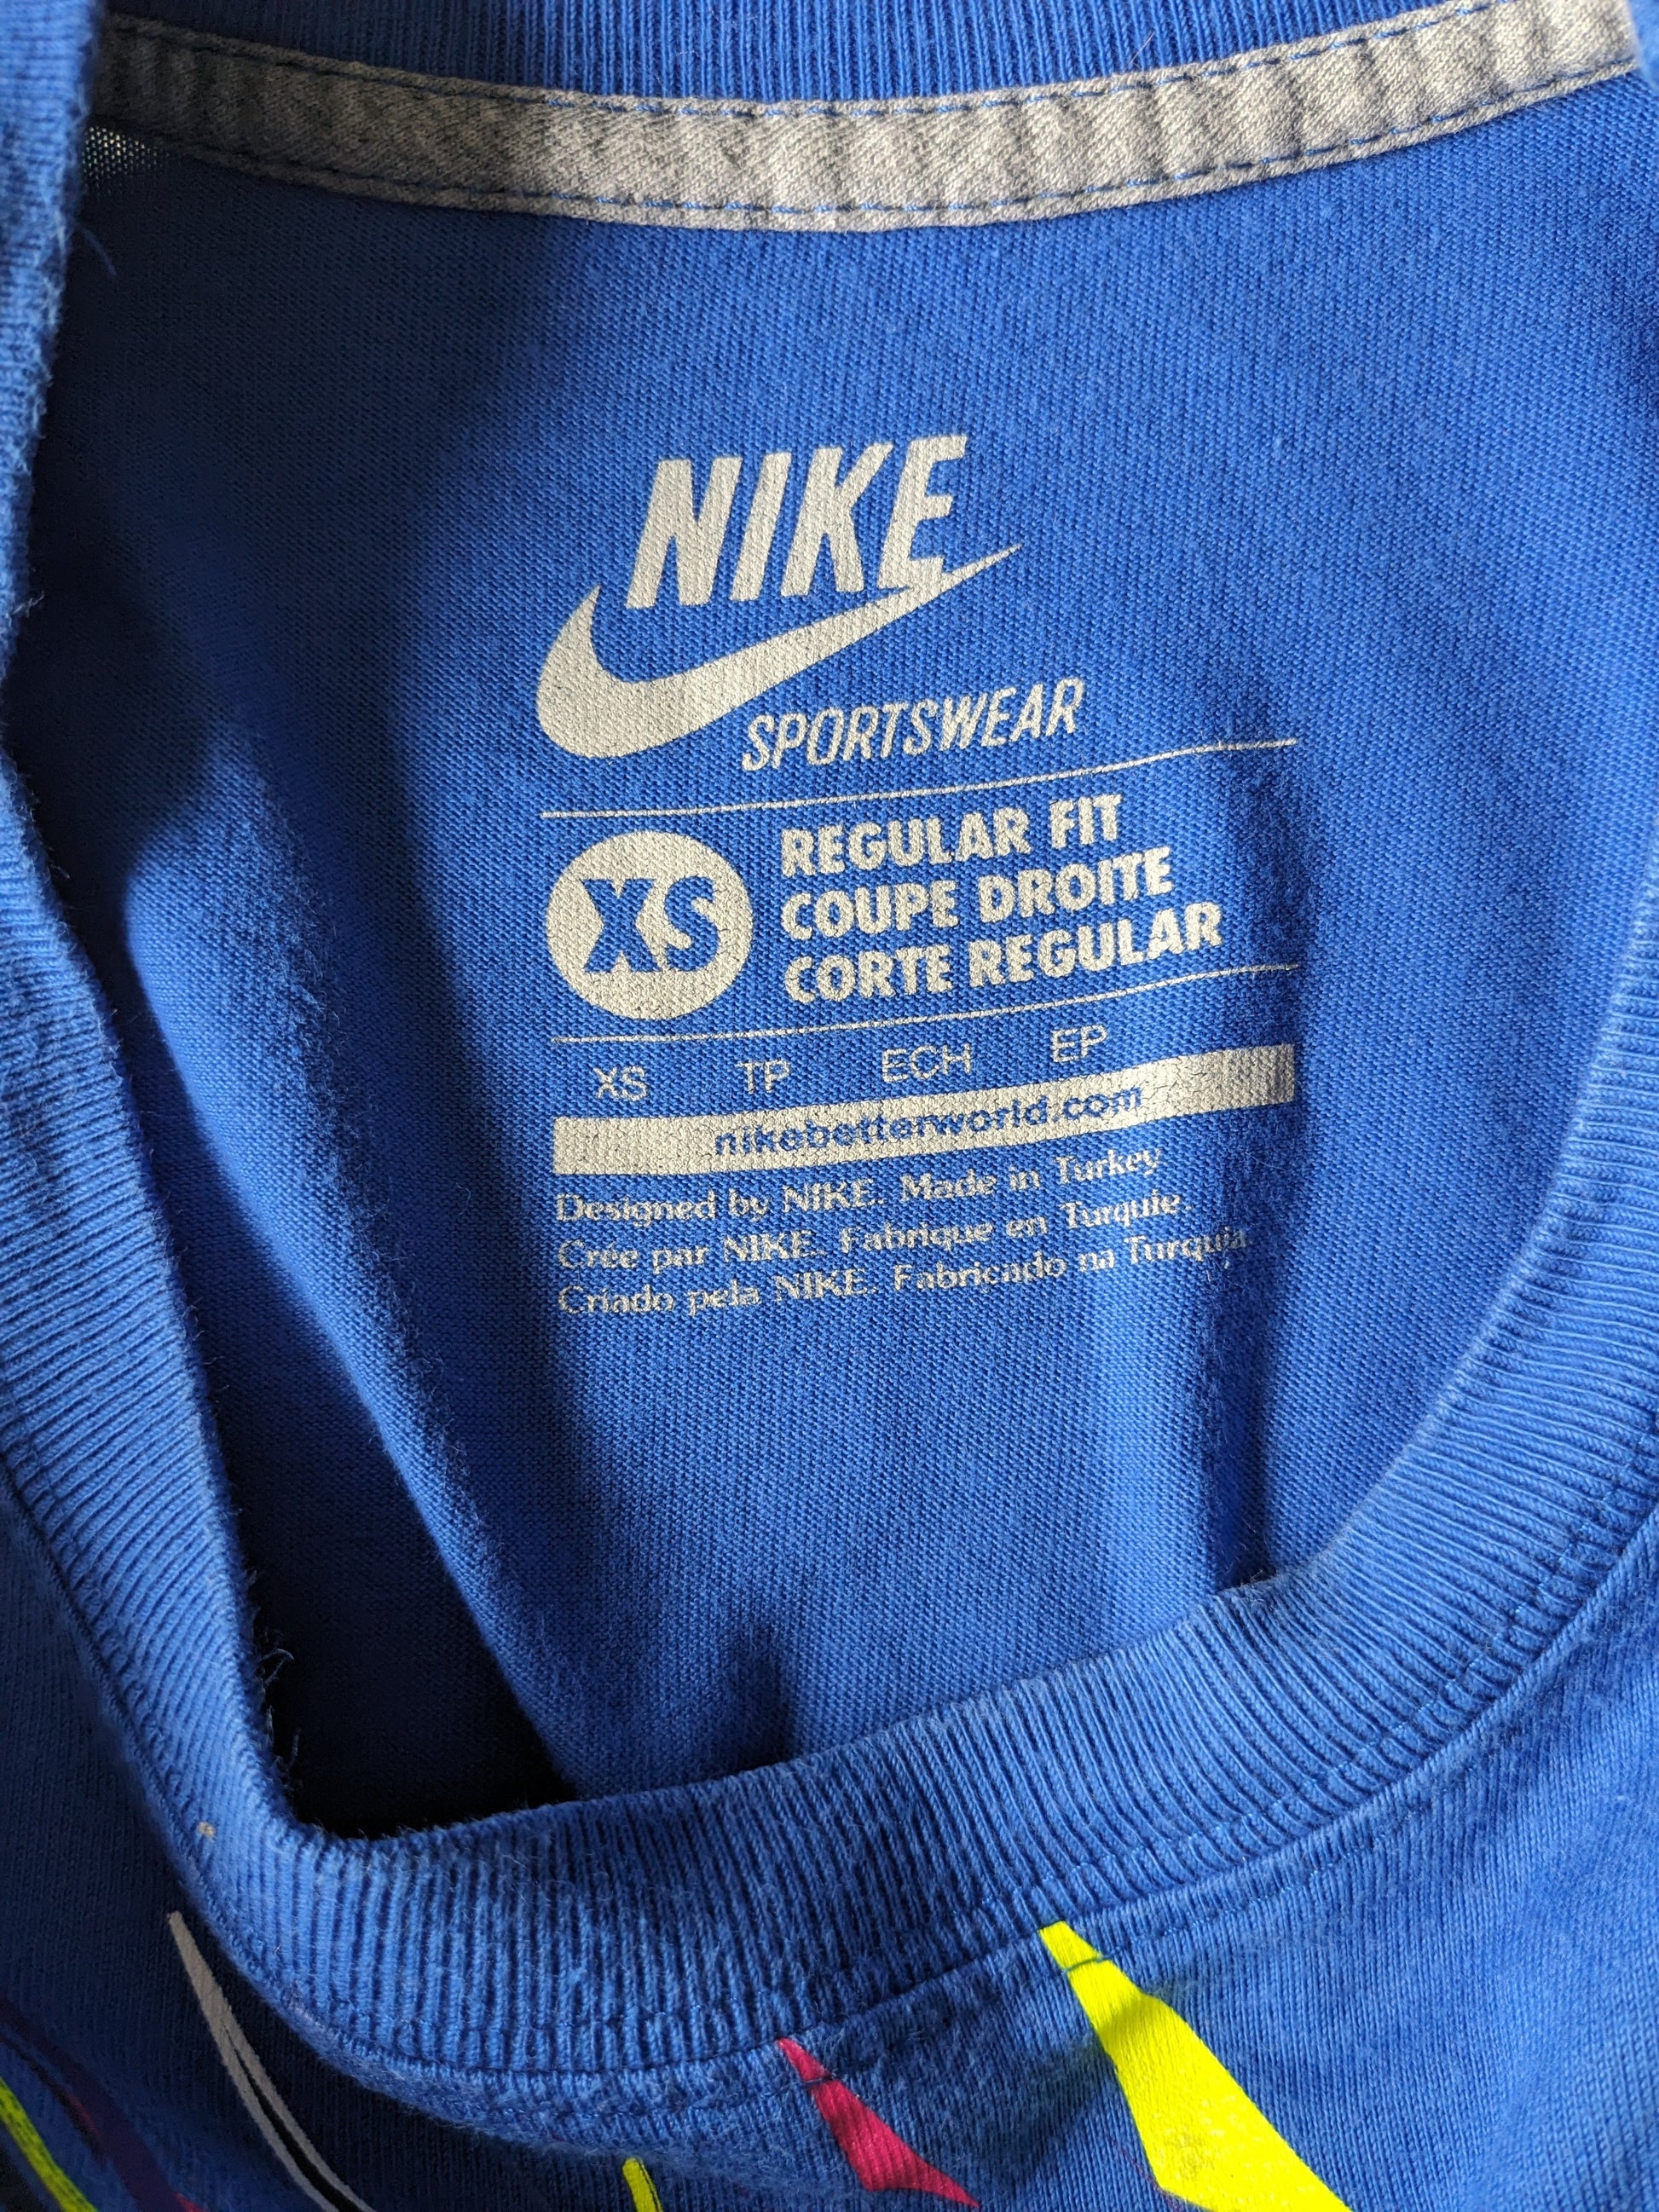 NIKE
SPORTSWEAR
XS
REGULAR FIT
COUPE DROITE
CORTE REGULAR
XS TP ECH EP
nikebetterworld.com
Designed by NIKE. Made in Turkey.
Crée par NIKE. Fabrique en Turquie.
Criado pela NIKE. Fabricado na Turquia